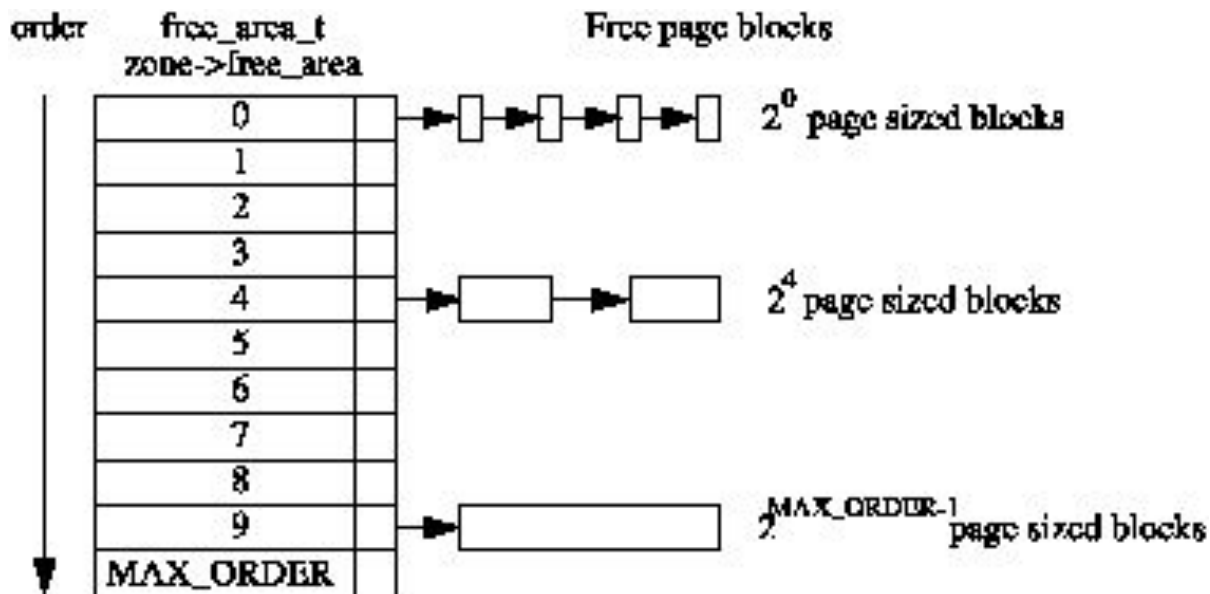 order free_area_t Free page blocks
zone->free_area
0 2^0 page sized blocks
1
2
3
4 2^4 page sized blocks
5
6
7
8
9 2^MAX_ORDER-1 page sized blocks
MAX_ORDER